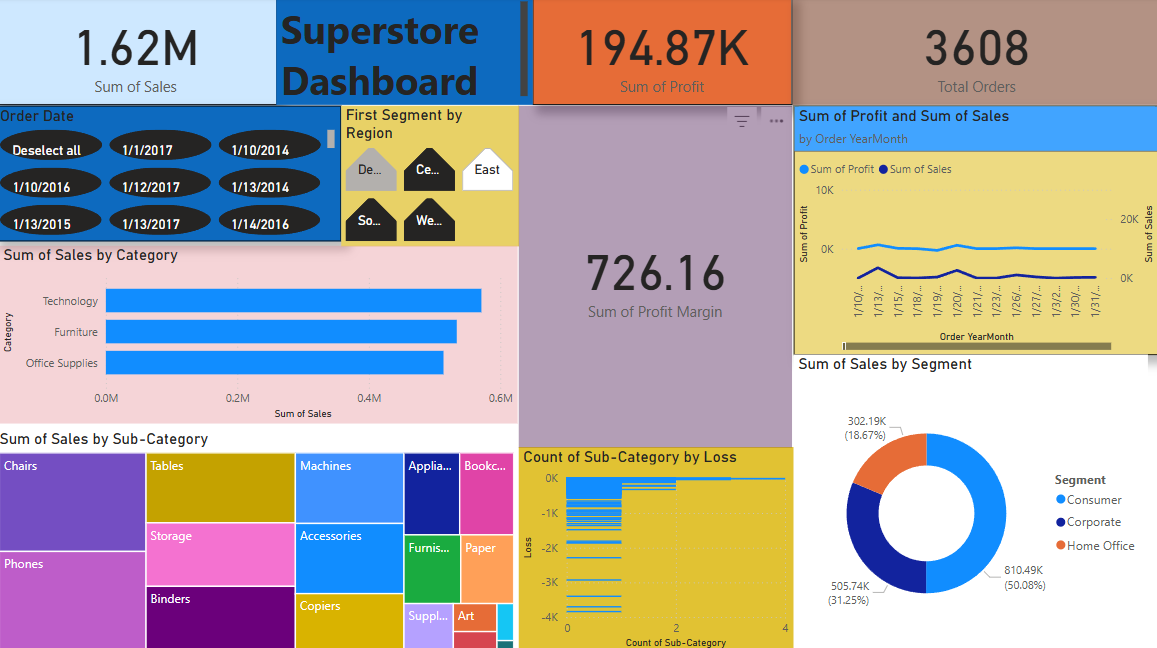 1.62M
Sum of Sales
Superstore
Dashboard
194.87K
Sum of Profit
3608
Total Orders
Order Date
Deselect all
1/1/2017
1/10/2014
1/10/2016
1/12/2017
1/13/2014
1/13/2015
1/13/2017
1/14/2016
First Segment by
Region
De...
Ce...
East
So...
We...
726.16
Sum of Profit Margin
Sum of Profit and Sum of Sales
by Order YearMonth
Sum of Profit
Sum of Sales
Sum of Profit
10K
0K
20K
0K
Sum of Sales
1/10/...
1/13/...
1/15/...
1/18/...
1/19/...
1/20/...
1/21/...
1/23/...
1/26/...
1/27/...
1/3/2...
1/30/...
1/31/...
Order YearMonth
Sum of Sales by Category
Category
Technology
Furniture
Office Supplies
0.0M
0.2M
0.4M
0.6M
Sum of Sales
Sum of Sales by Sub-Category
Chairs
Phones
Tables
Storage
Binders
Machines
Accessories
Copiers
Applia...
Bookc...
Furnis...
Paper
Suppl...
Art
Count of Sub-Category by Loss
Loss
0K
-1K
-2K
-3K
-4K
0
2
4
Count of Sub-Category
Sum of Sales by Segment
302.19K
(18.67%)
505.74K
(31.25%)
810.49K
(50.08%)
Segment
Consumer
Corporate
Home Office